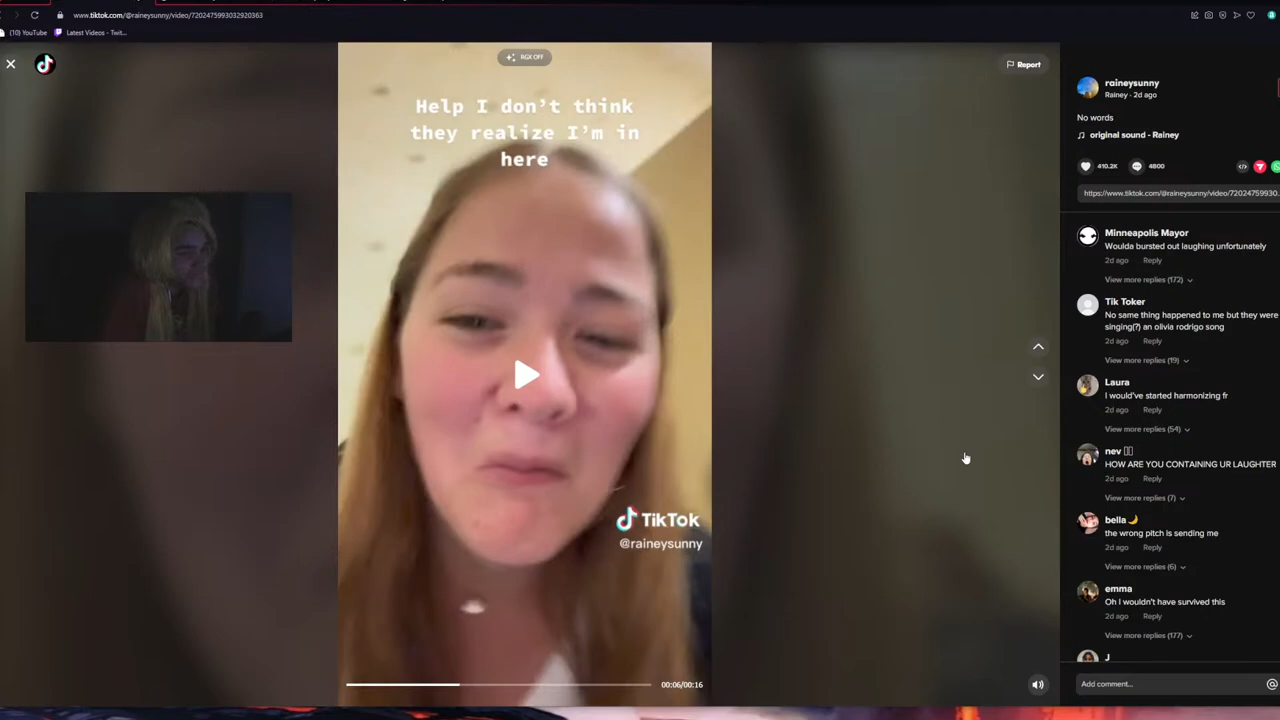 www.tiktok.com/@raineysunny/video/7202475993032920363
(10) YouTube
Latest Videos - Twit...
RGX OFF
Report
Help I don't think
they realize I'm in
here
TikTok
@raineysunny
00:06/00:16
raineysunny
Rainey · 2d ago
No words
original sound - Rainey
410.2K
4800
https://www.tiktok.com/@raineysunny/video/72024759930...
Minneapolis Mayor
Woulda bursted out laughing unfortunately
2d ago Reply
View more replies (172)
Tik Toker
No same thing happened to me but they were
singing(?) an olivia rodrigo song
2d ago Reply
View more replies (19)
Laura
I would've started harmonizing fr
2d ago Reply
View more replies (54)
nev
HOW ARE YOU CONTAINING UR LAUGHTER
2d ago Reply
View more replies (7)
bella🌙
the wrong pitch is sending me
2d ago Reply
View more replies (6)
emma
Oh I wouldn't have survived this
2d ago Reply
View more replies (177)
J
Add comment...